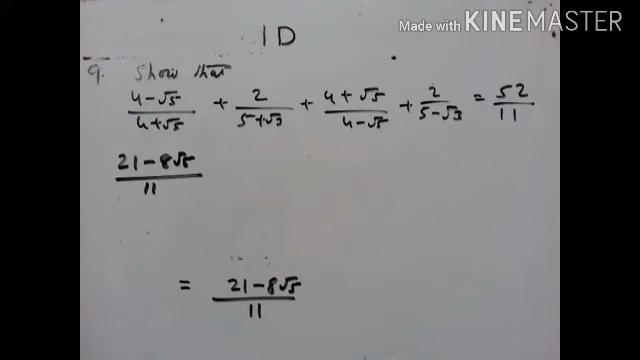 Made with KINEMASTER
1D
9. Show that
(4-√5)/(4+√5) + 2/(5+√3) + (4+√5)/(4-√5) + 2/(5-√3) = 52/11
(21-8√5)/11
= (21-8√5)/11